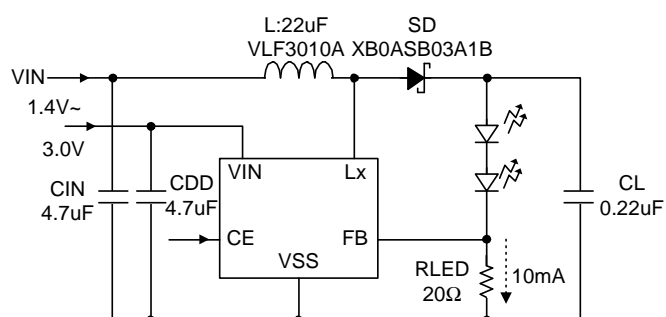 L:22uF
VLF3010A
SD
XB0ASB03A1B
VIN
1.4V~
3.0V
CIN
4.7uF
CDD
4.7uF
VIN
Lx
CE
FB
VSS
RLED
20Ω
10mA
CL
0.22uF